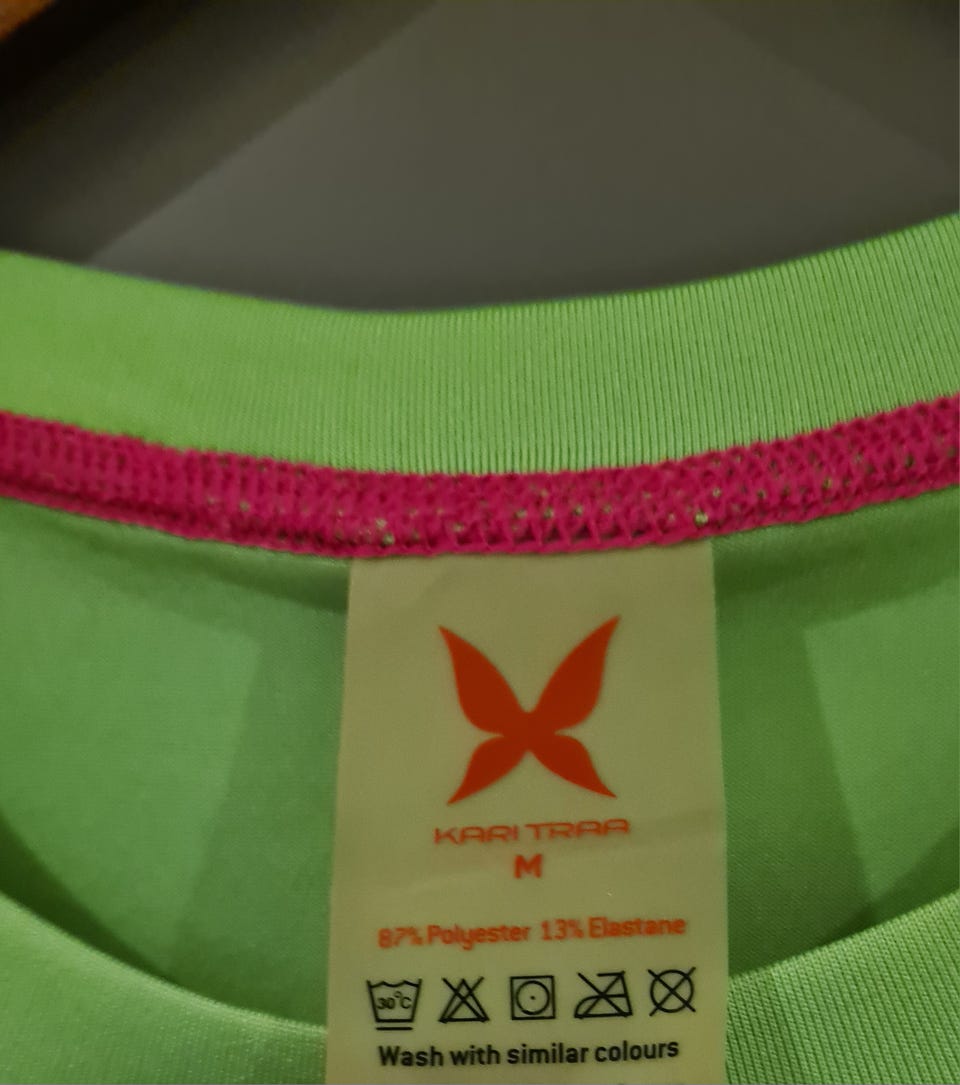 KARI TRAA
M
87% Polyester 13% Elastane
30°C
Wash with similar colours